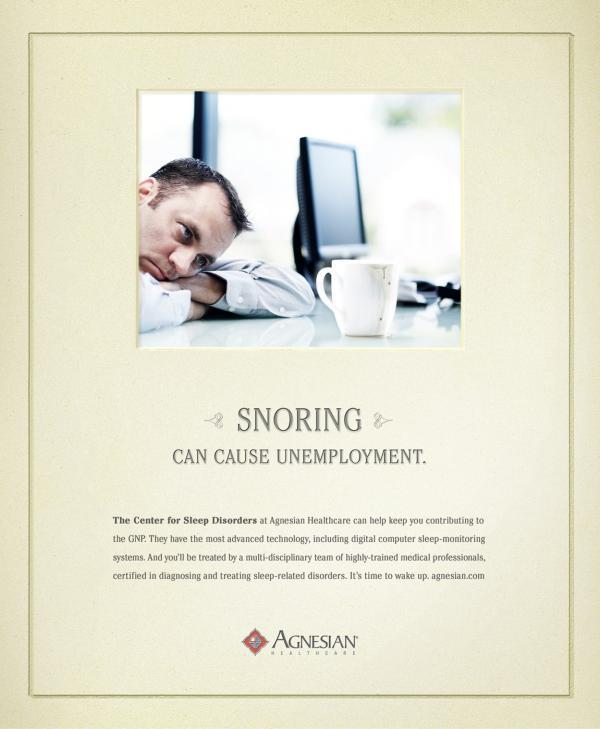 SNORING
CAN CAUSE UNEMPLOYMENT.
The Center for Sleep Disorders at Agnesian Healthcare can help keep you contributing to
the GNP. They have the most advanced technology, including digital computer sleep-monitoring
systems. And you'll be treated by a multi-disciplinary team of highly-trained medical professionals,
certified in diagnosing and treating sleep-related disorders. It's time to wake up. agnesian.com
AGNESIAN®
HEALTHCARE